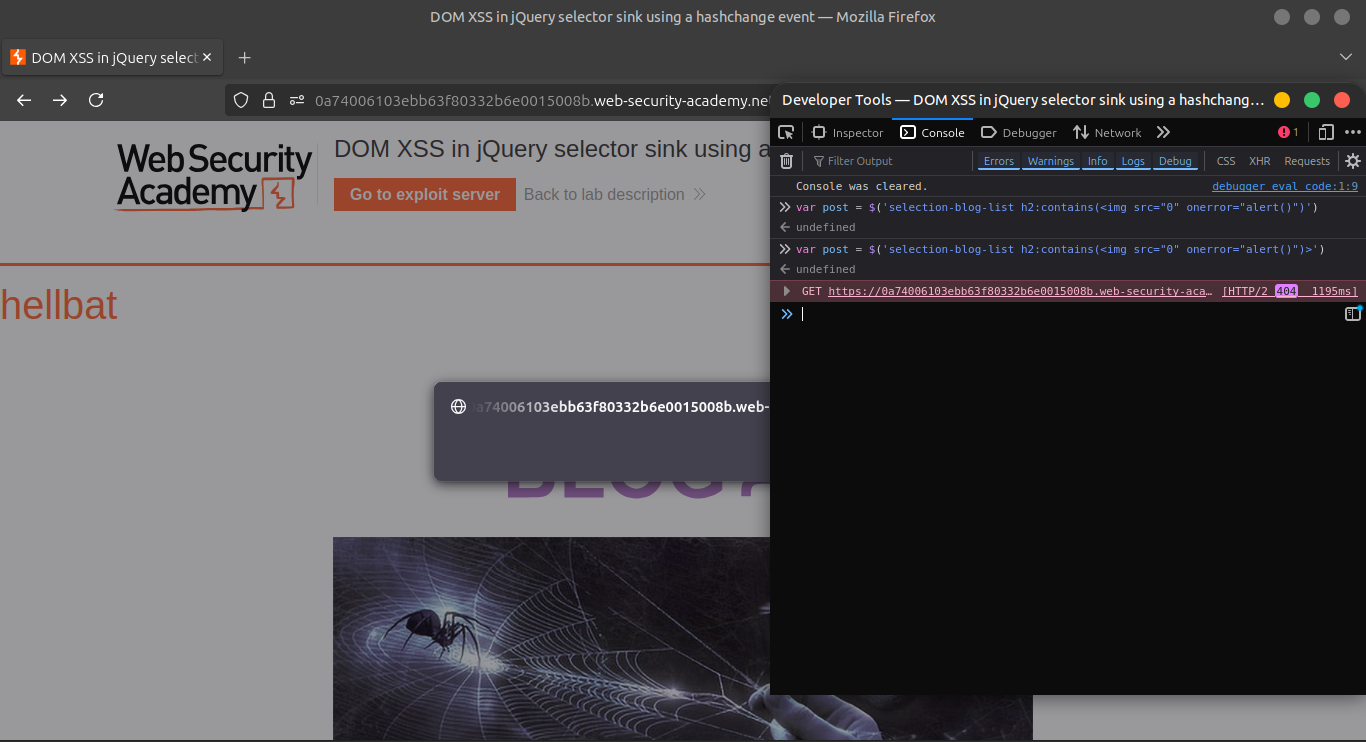 DOM XSS in jQuery selector sink using a hashchange event — Mozilla Firefox
DOM XSS in jQuery select
0a74006103ebb63f80332b6e0015008b.web-security-academy.net
Developer Tools — DOM XSS in jQuery selector sink using a hashchang...
Inspector
Console
Debugger
Network
1
Filter Output
Errors
Warnings
Info
Logs
Debug
CSS
XHR
Requests
Console was cleared.
debugger eval code:1:9
var post = $('selection-blog-list h2:contains(<img src="0" onerror="alert()")')
undefined
var post = $('selection-blog-list h2:contains(<img src="0" onerror="alert()")>')
undefined
GET https://0a74006103ebb63f80332b6e0015008b.web-security-aca… [HTTP/2 404 1195ms]
WebSecurity
Academy
DOM XSS in jQuery selector sink using a
Go to exploit server
Back to lab description
hellbat
0a74006103ebb63f80332b6e0015008b.web-